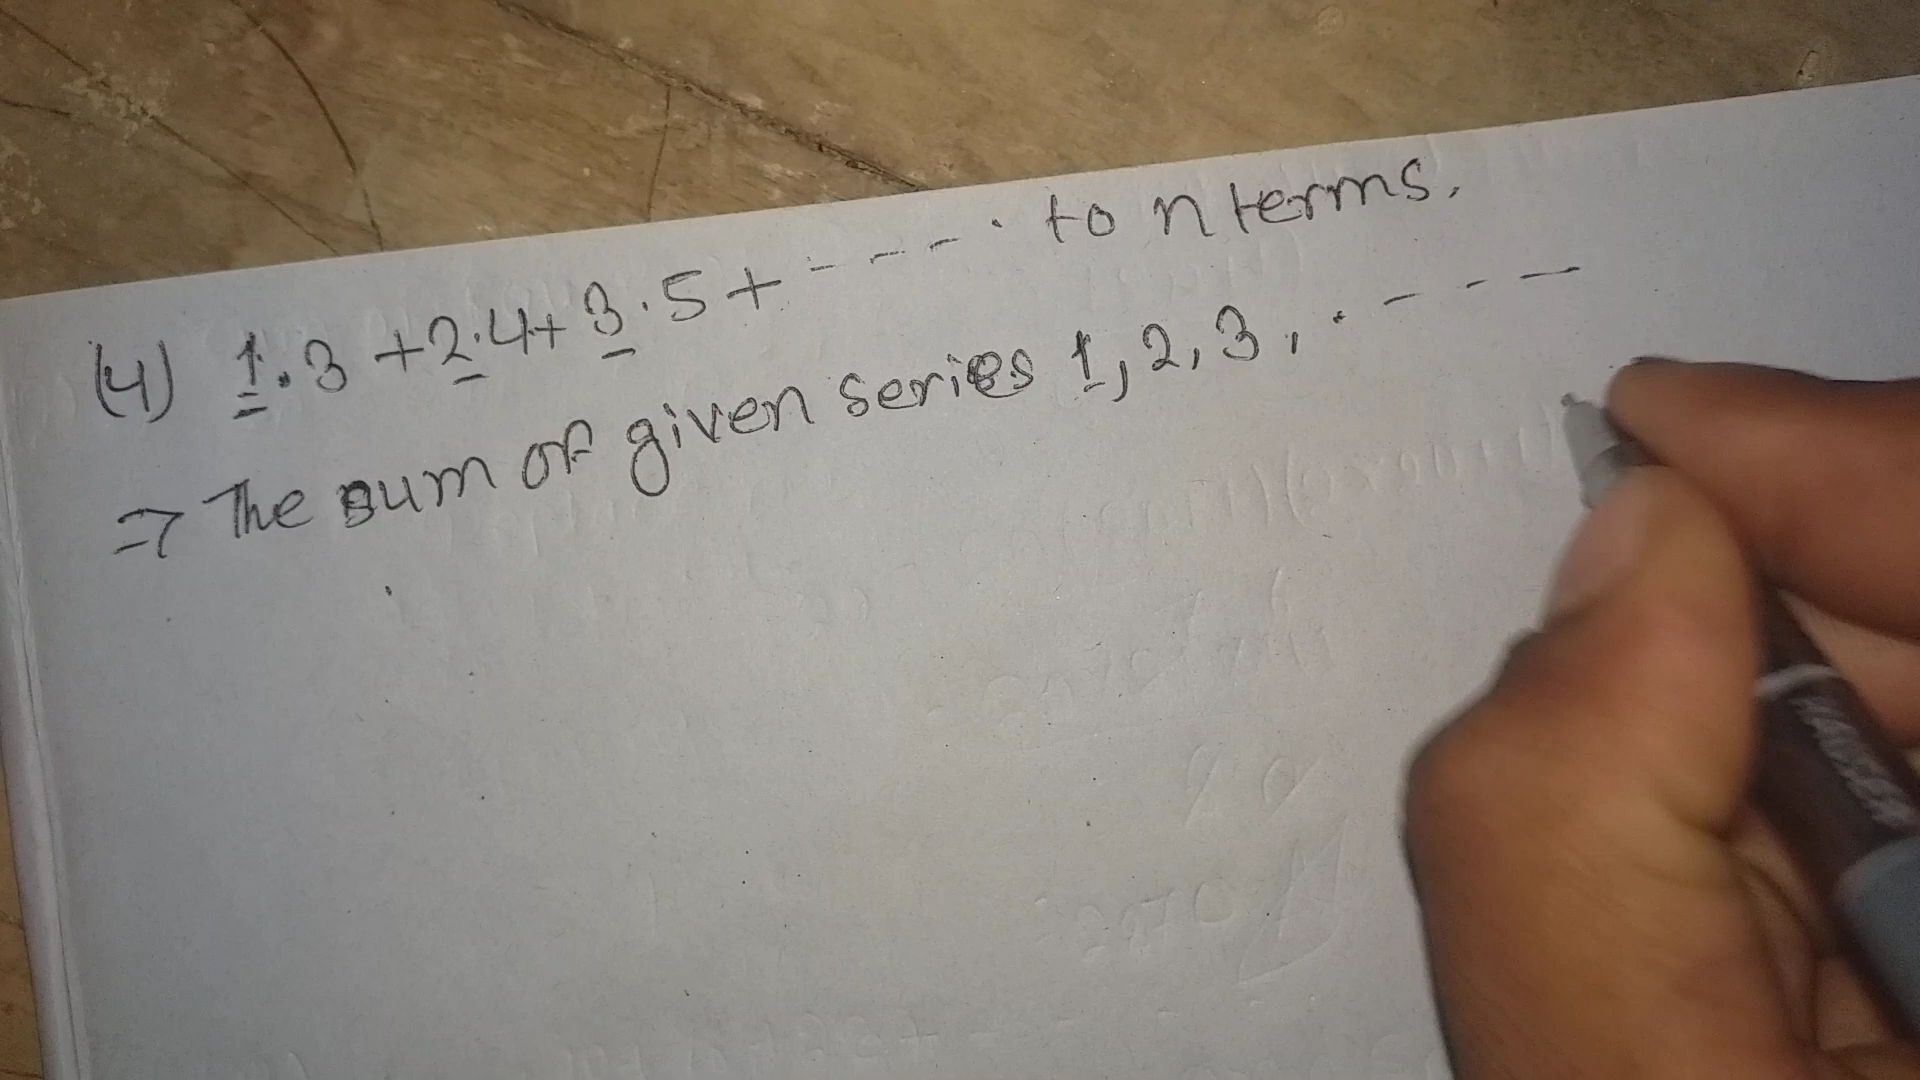 (4) 1.3 + 2.4 + 3.5 + - - - - . to n terms.
⇒ The sum of given series 1, 2, 3, . - - -